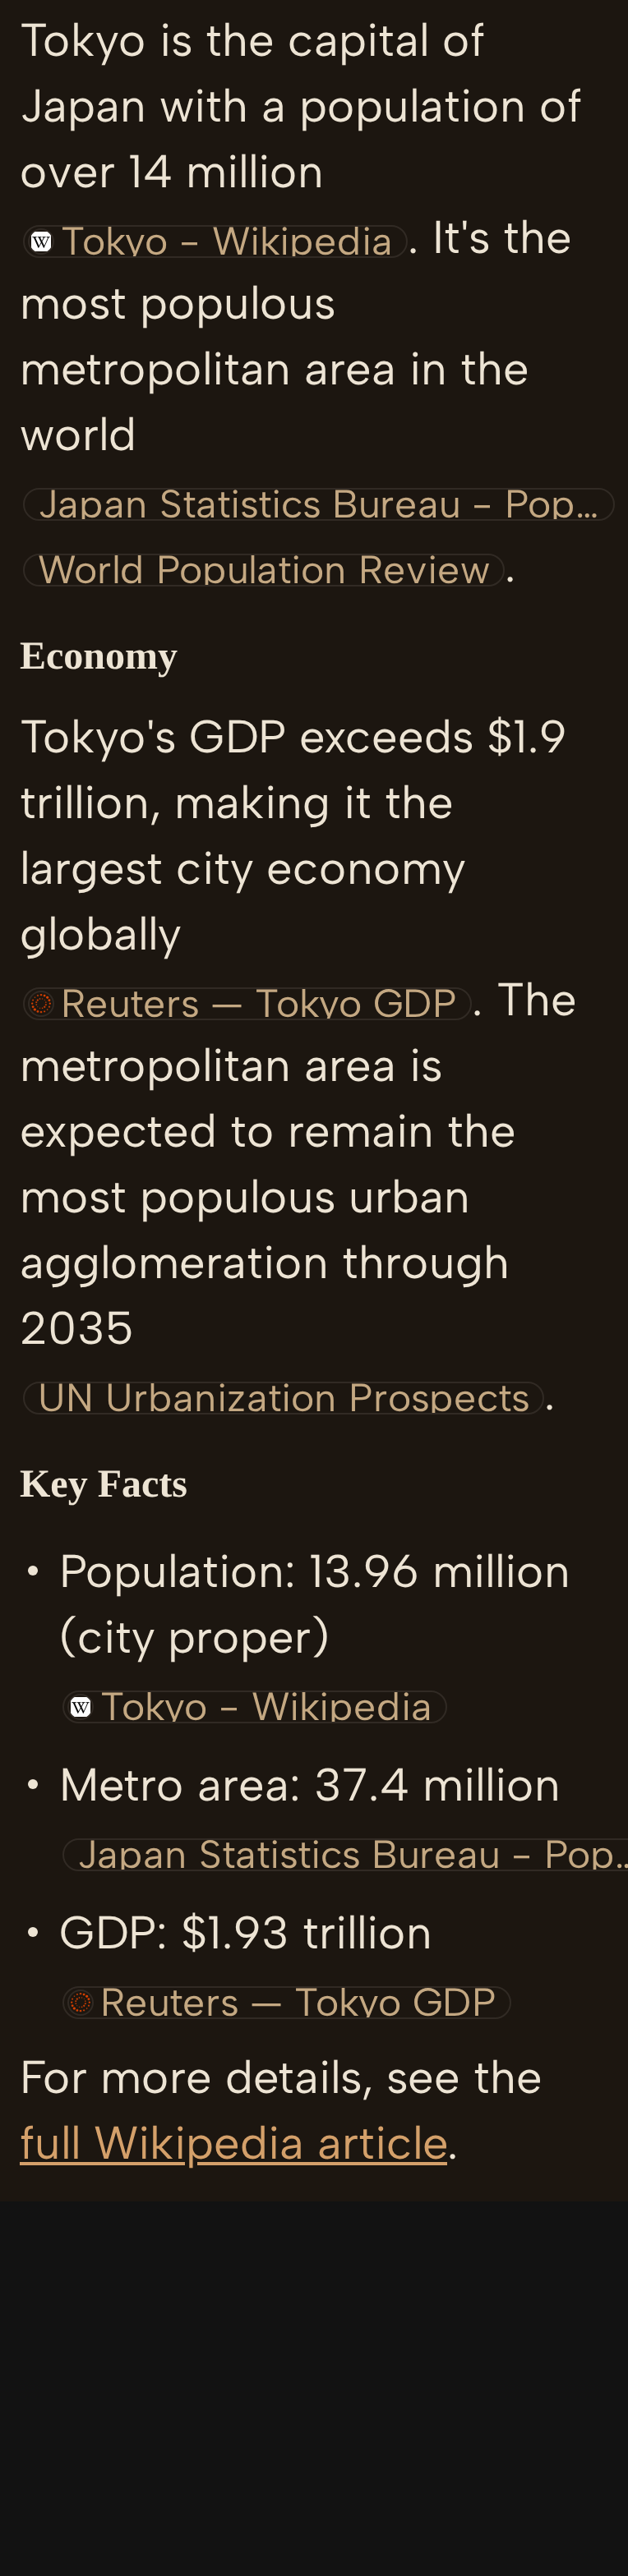 Tokyo is the capital of
Japan with a population of
over 14 million
W Tokyo - Wikipedia. It's the
most populous
metropolitan area in the
world
Japan Statistics Bureau - Pop...
World Population Review.
Economy
Tokyo's GDP exceeds $1.9
trillion, making it the
largest city economy
globally
Reuters — Tokyo GDP. The
metropolitan area is
expected to remain the
most populous urban
agglomeration through
2035
UN Urbanization Prospects.
Key Facts
• Population: 13.96 million
(city proper)
W Tokyo - Wikipedia
• Metro area: 37.4 million
Japan Statistics Bureau - Pop..
• GDP: $1.93 trillion
Reuters — Tokyo GDP
For more details, see the
full Wikipedia article.